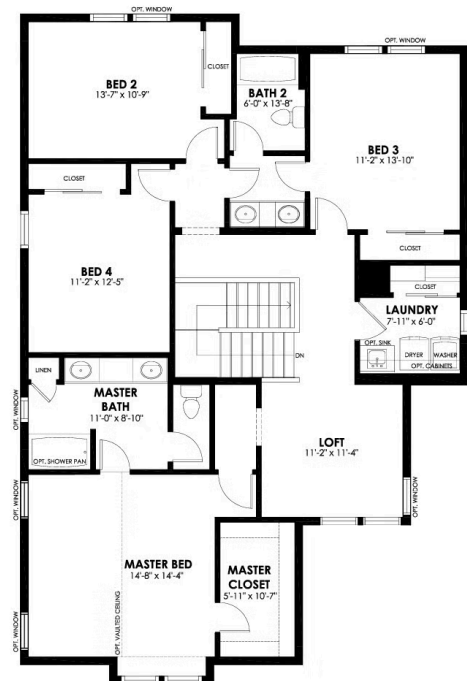 OPT. WINDOW
OPT. WINDOW
BED 2
13'-7" x 10'-9"
CLOSET
BATH 2
6'-0" x 13'-8"
BED 3
11'-2" x 13'-10"
CLOSET
BED 4
11'-2" x 12'-5"
CLOSET
CLOSET
LAUNDRY
7'-11" x 6'-0"
OPT. SINK
DRYER
WASHER
OPT. CABINETS
DN
LINEN
MASTER
BATH
11'-0" x 8'-10"
OPT. SHOWER PAN
OPT. WINDOW
LOFT
11'-2" x 11'-4"
OPT. WINDOW
OPT. WINDOW
MASTER BED
14'-8" x 14'-4"
OPT. VAULTED CEILING
MASTER
CLOSET
5'-11" x 10'-7"
OPT. WINDOW